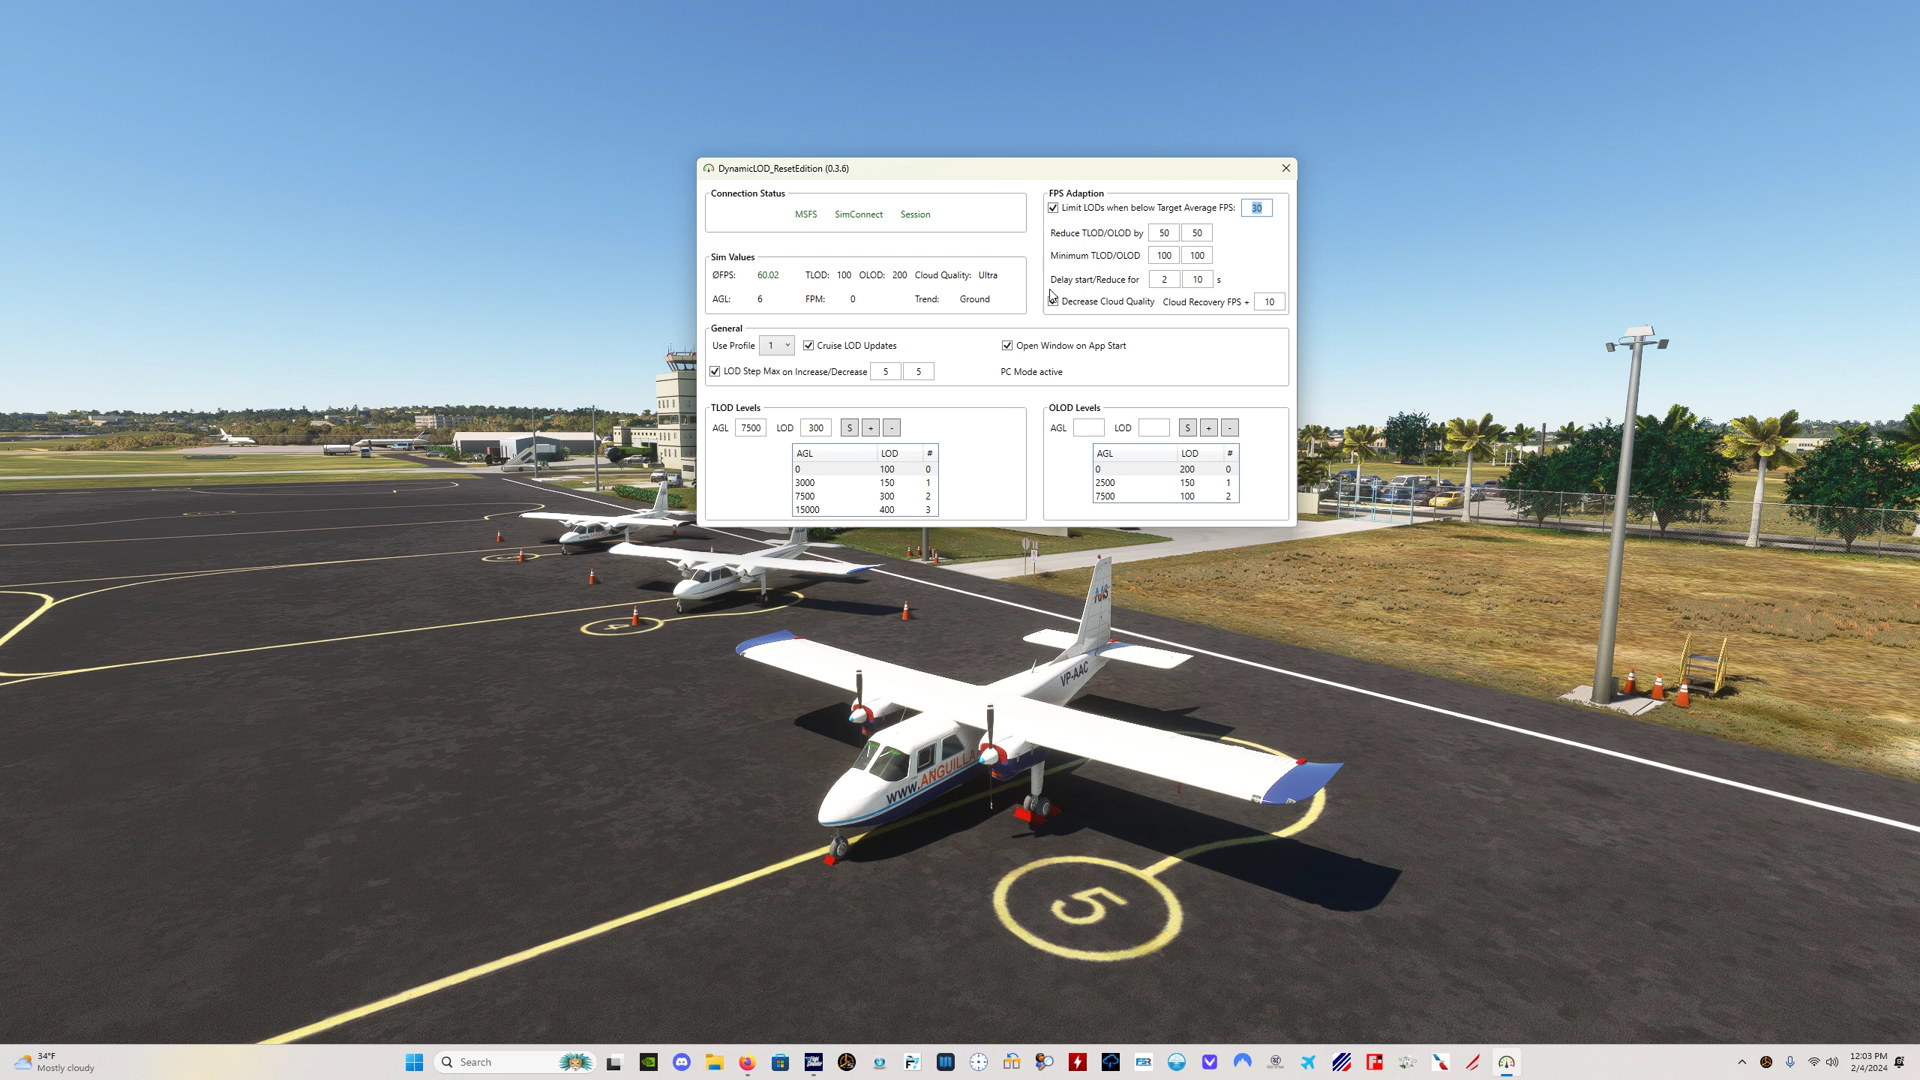 DynamicLOD_ResetEdition (0.3.6)
Connection Status
MSFS SimConnect Session
Sim Values
ØFPS: 60.02 TLOD: 100 OLOD: 200 Cloud Quality: Ultra
AGL: 6 FPM: 0 Trend: Ground
FPS Adaption
Limit LODs when below Target Average FPS: 30
Reduce TLOD/OLOD by 50 50
Minimum TLOD/OLOD 100 100
Delay start/Reduce for 2 10 s
Decrease Cloud Quality Cloud Recovery FPS + 10
General
Use Profile 1 Cruise LOD Updates Open Window on App Start
LOD Step Max on Increase/Decrease 5 5 PC Mode active
TLOD Levels
AGL 7500 LOD 300 S + -
AGL LOD #
0 100 0
3000 150 1
7500 300 2
15000 400 3
OLOD Levels
AGL LOD S + -
AGL LOD #
0 200 0
2500 150 1
7500 100 2
4
VP-AAC
WWW.ANGUILLA
5
34°F
Mostly cloudy
Search
12:03 PM
2/4/2024